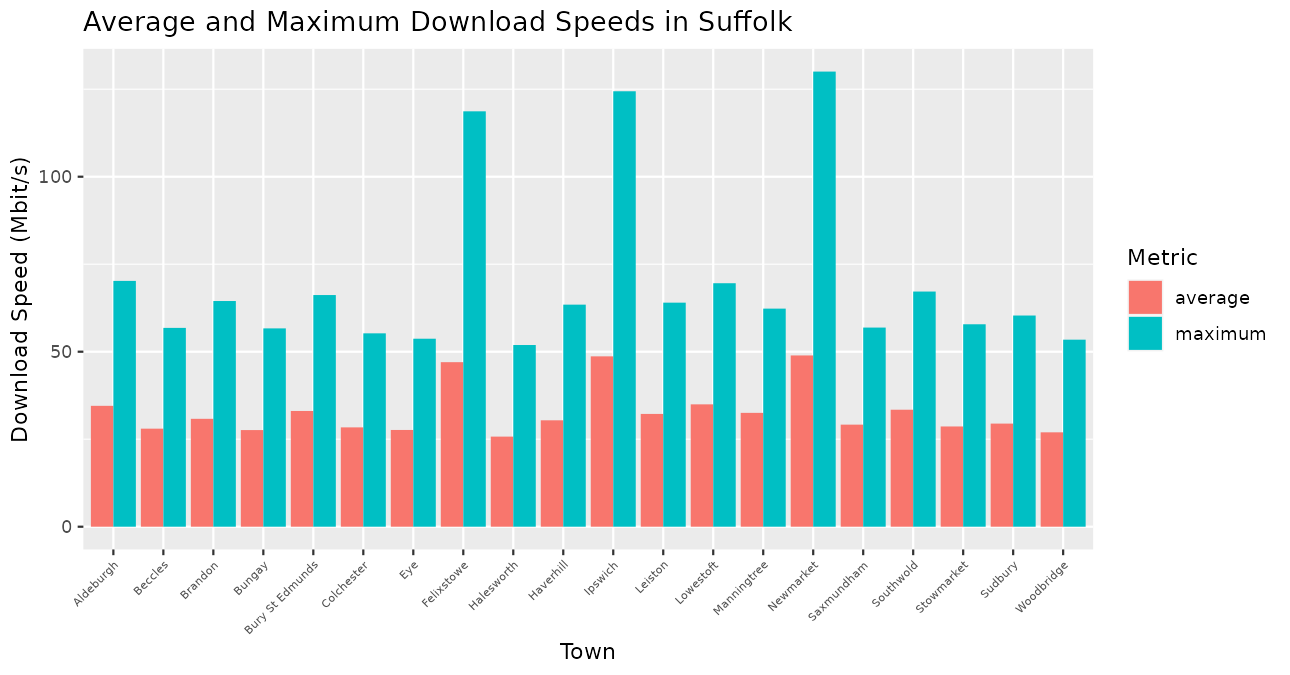 Average and Maximum Download Speeds in Suffolk
Download Speed (Mbit/s)
100
50
0
Aldeburgh
Beccles
Brandon
Bungay
Bury St Edmunds
Colchester
Eye
Felixstowe
Halesworth
Haverhill
Ipswich
Leiston
Lowestoft
Manningtree
Newmarket
Saxmundham
Southwold
Stowmarket
Sudbury
Woodbridge
Town
Metric
average
maximum